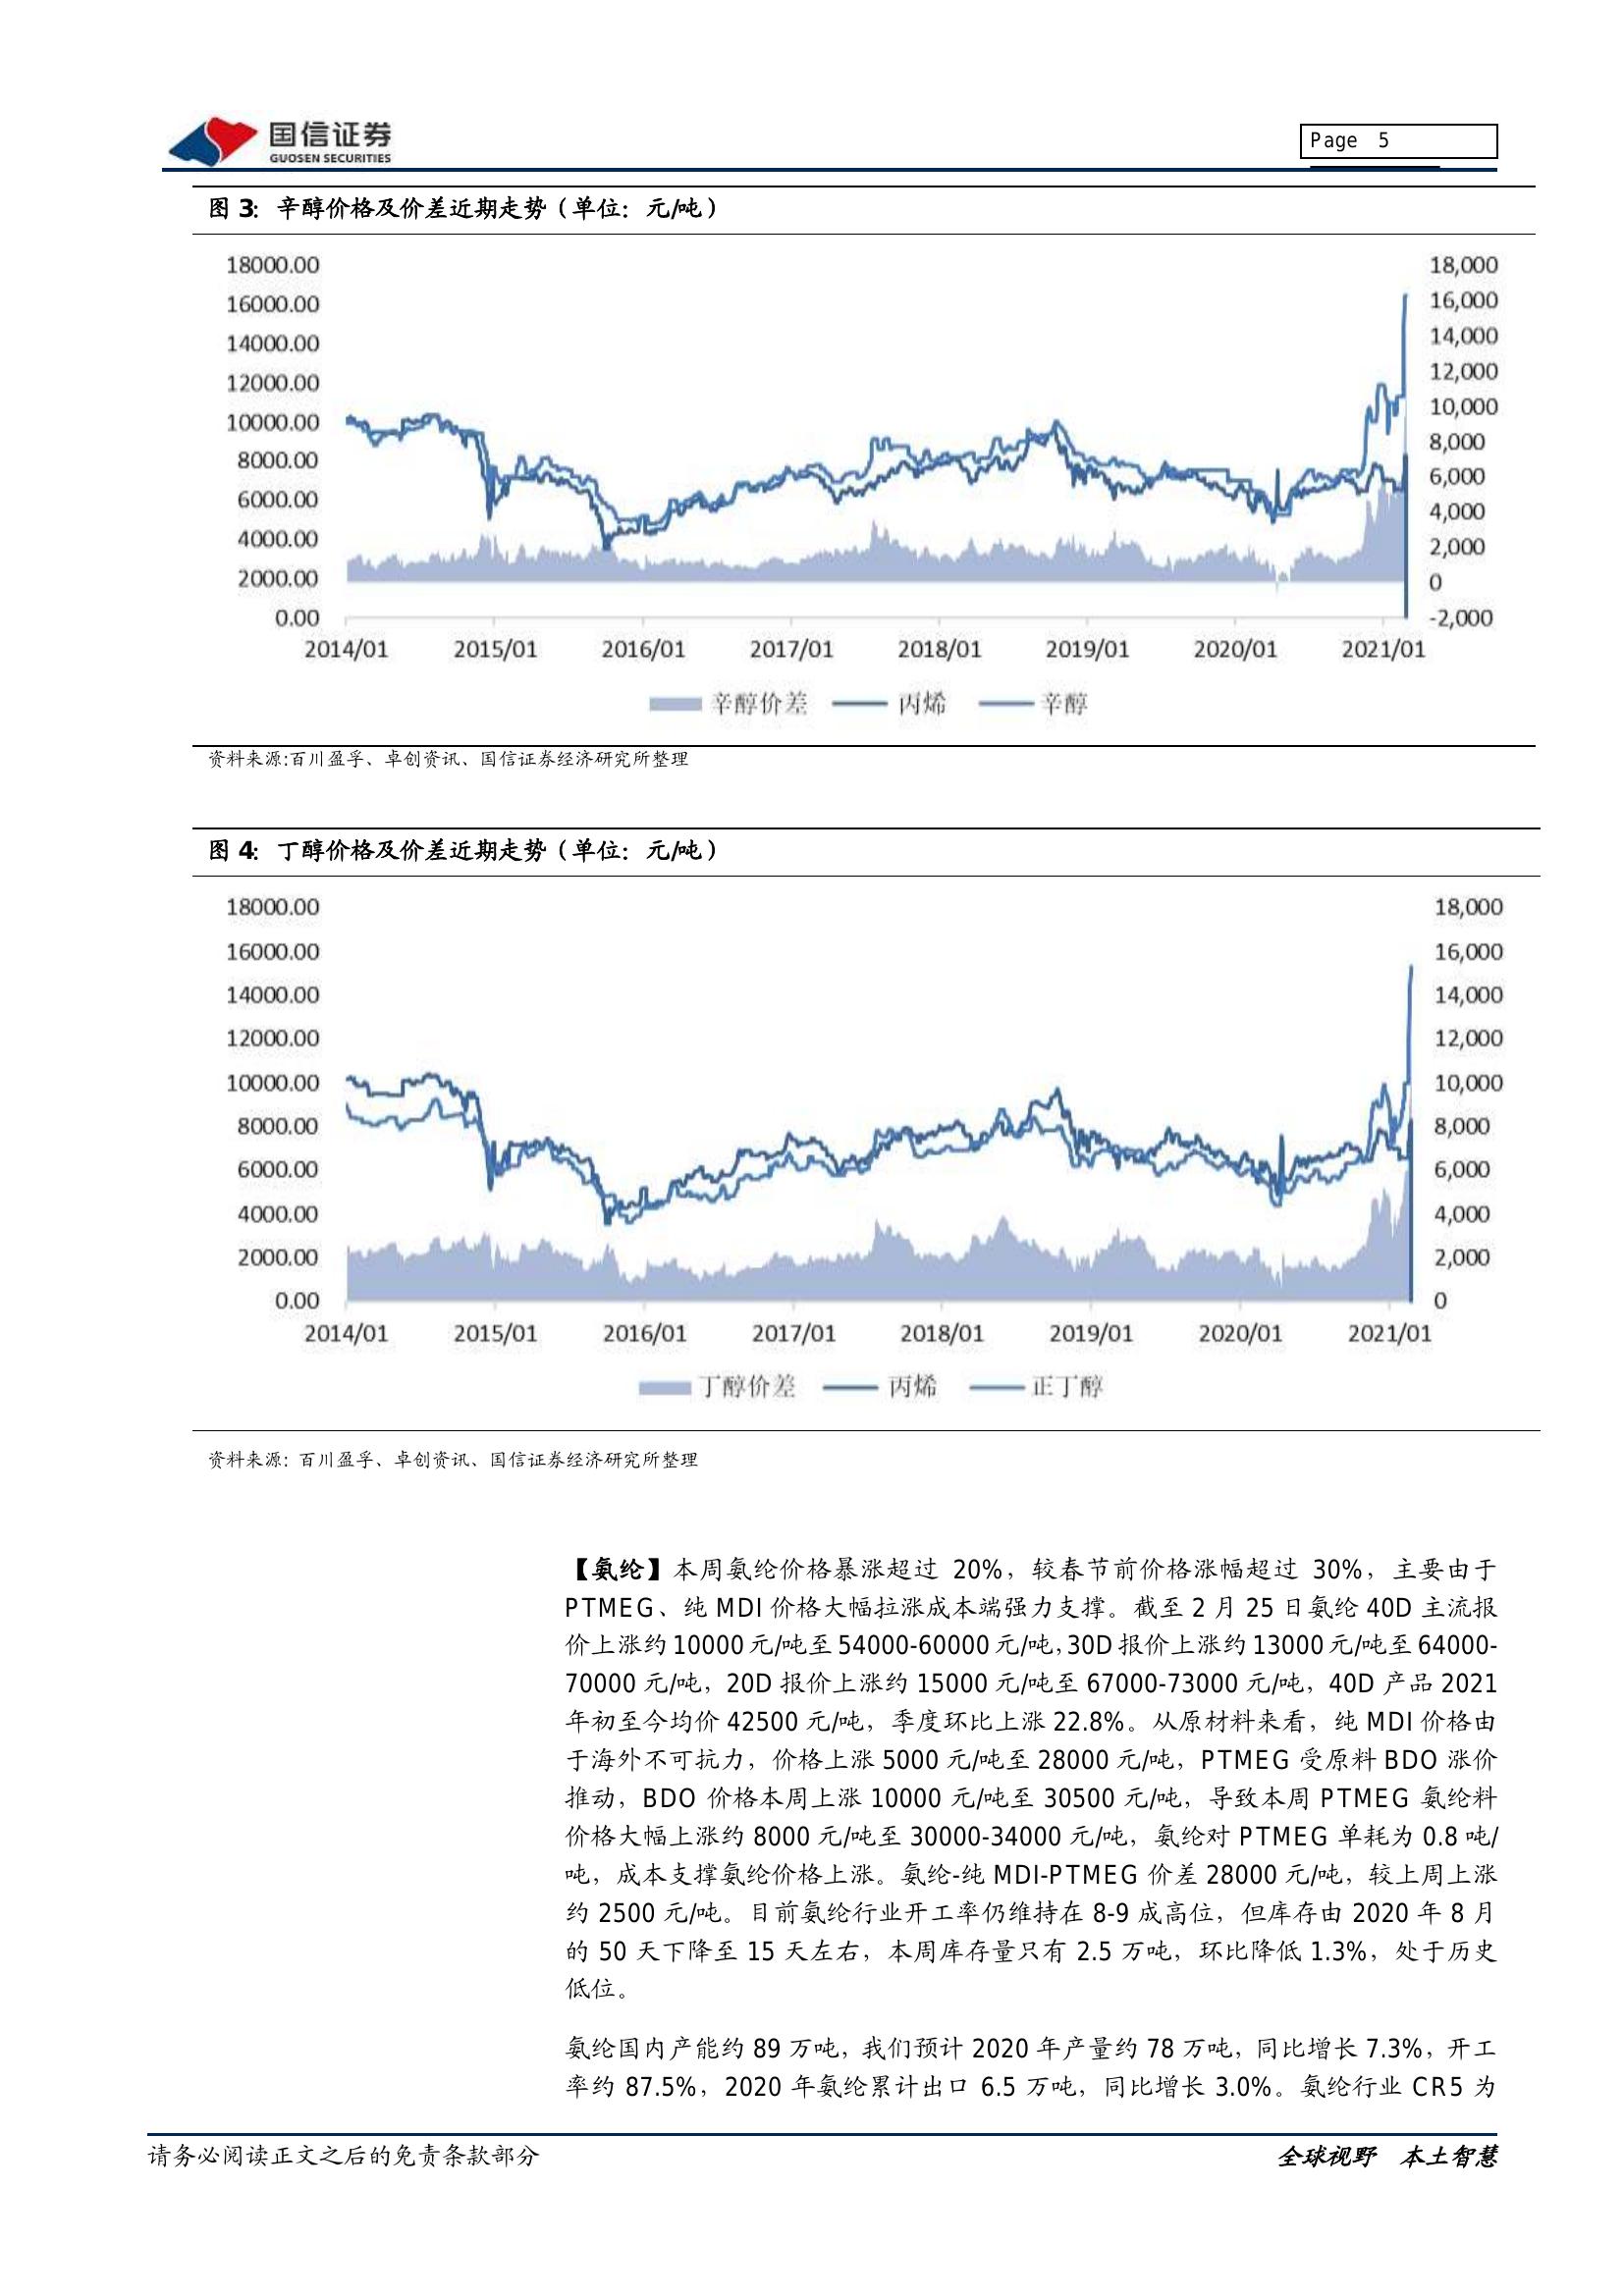 国信证券
GUOSEN SECURITIES
Page 5
图 3：辛醇价格及价差近期走势（单位：元/吨）
18000.00
16000.00
14000.00
12000.00
10000.00
8000.00
6000.00
4000.00
2000.00
0.00
18,000
16,000
14,000
12,000
10,000
8,000
6,000
4,000
2,000
0
-2,000
2014/01 2015/01 2016/01 2017/01 2018/01 2019/01 2020/01 2021/01
辛醇价差 丙烯 辛醇
资料来源:百川盈孚、卓创资讯、国信证券经济研究所整理
图 4：丁醇价格及价差近期走势（单位：元/吨）
18000.00
16000.00
14000.00
12000.00
10000.00
8000.00
6000.00
4000.00
2000.00
0.00
18,000
16,000
14,000
12,000
10,000
8,000
6,000
4,000
2,000
0
2014/01 2015/01 2016/01 2017/01 2018/01 2019/01 2020/01 2021/01
丁醇价差 丙烯 正丁醇
资料来源：百川盈孚、卓创资讯、国信证券经济研究所整理
【氨纶】本周氨纶价格暴涨超过 20%，较春节前价格涨幅超过 30%，主要由于
PTMEG、纯 MDI 价格大幅拉涨成本端强力支撑。截至 2 月 25 日氨纶 40D 主流报
价上涨约 10000 元/吨至 54000-60000 元/吨，30D 报价上涨约 13000 元/吨至 64000-
70000 元/吨，20D 报价上涨约 15000 元/吨至 67000-73000 元/吨，40D 产品 2021
年初至今均价 42500 元/吨，季度环比上涨 22.8%。从原材料来看，纯 MDI 价格由
于海外不可抗力，价格上涨 5000 元/吨至 28000 元/吨，PTMEG 受原料 BDO 涨价
推动，BDO 价格本周上涨 10000 元/吨至 30500 元/吨，导致本周 PTMEG 氨纶料
价格大幅上涨约 8000 元/吨至 30000-34000 元/吨，氨纶对 PTMEG 单耗为 0.8 吨/
吨，成本支撑氨纶价格上涨。氨纶-纯 MDI-PTMEG 价差 28000 元/吨，较上周上涨
约 2500 元/吨。目前氨纶行业开工率仍维持在 8-9 成高位，但库存由 2020 年 8 月
的 50 天下降至 15 天左右，本周库存量只有 2.5 万吨，环比降低 1.3%，处于历史
低位。
氨纶国内产能约 89 万吨，我们预计 2020 年产量约 78 万吨，同比增长 7.3%，开工
率约 87.5%，2020 年氨纶累计出口 6.5 万吨，同比增长 3.0%。氨纶行业 CR5 为
请务必阅读正文之后的免责条款部分
全球视野 本土智慧